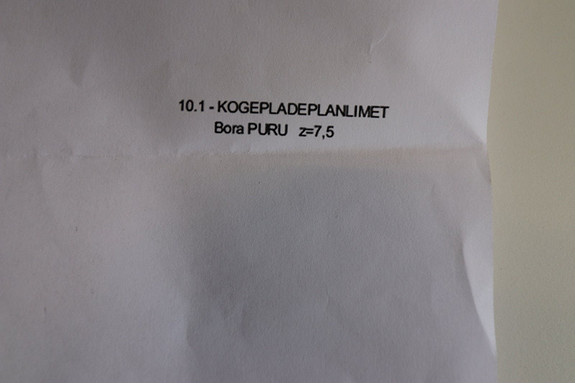 10.1 - KOGEPLADEPLANLIMET
Bora PURU z=7,5